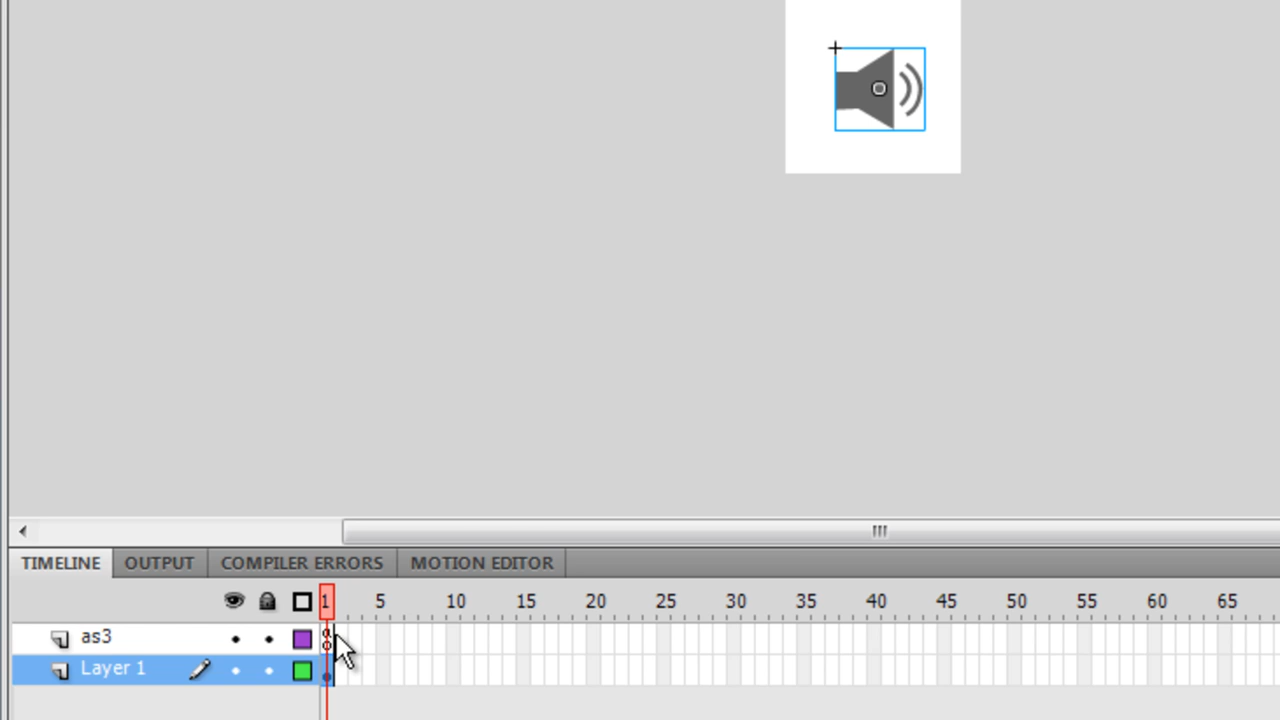 TIMELINE OUTPUT COMPILER ERRORS MOTION EDITOR
1 5 10 15 20 25 30 35 40 45 50 55 60 65
as3
Layer 1